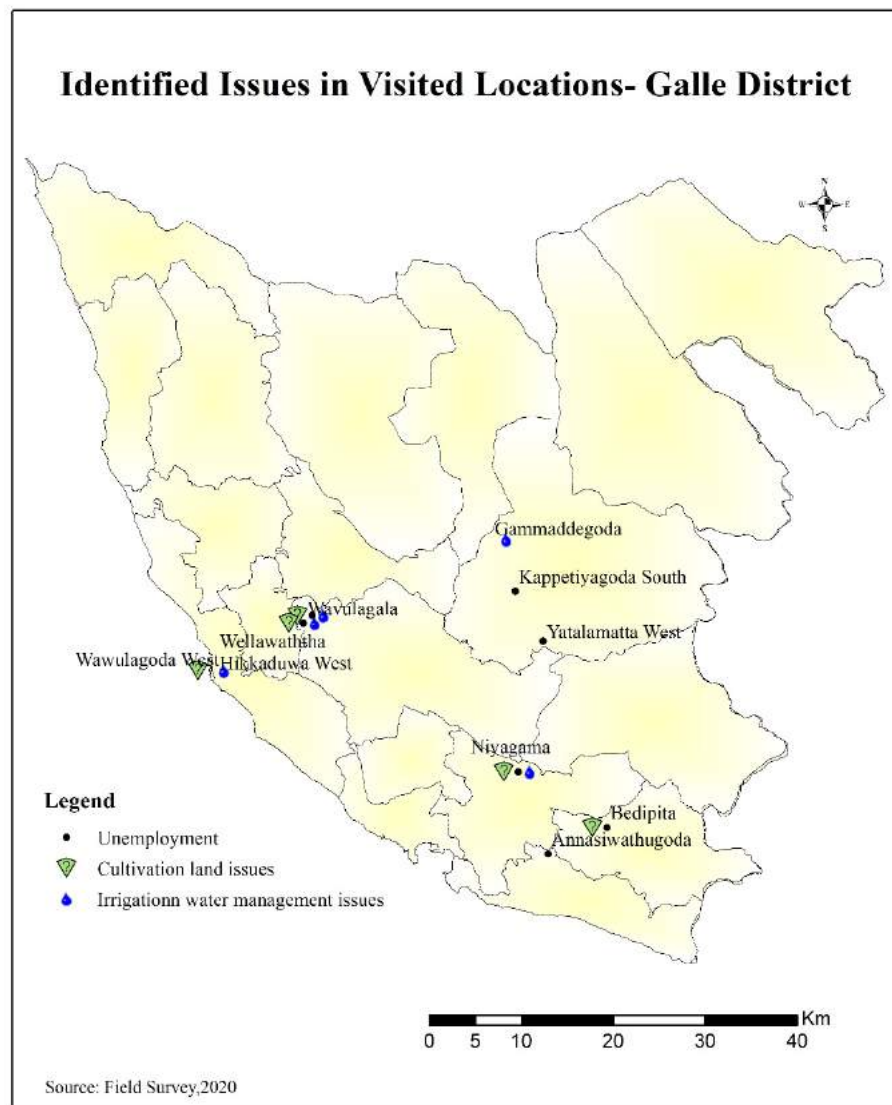 Identified Issues in Visited Locations- Galle District
N
W E
S
Gammaddegoda
Kappetiyagoda South
Wavulagala
Yatalamatta West
Wellawaththa
Wawulagoda West
Hikkaduwa West
Niyagama
Bedipita
Annasiwathugoda
Legend
Unemployment
? Cultivation land issues
Irrigationn water management issues
Km
0 5 10 20 30 40
Source: Field Survey,2020